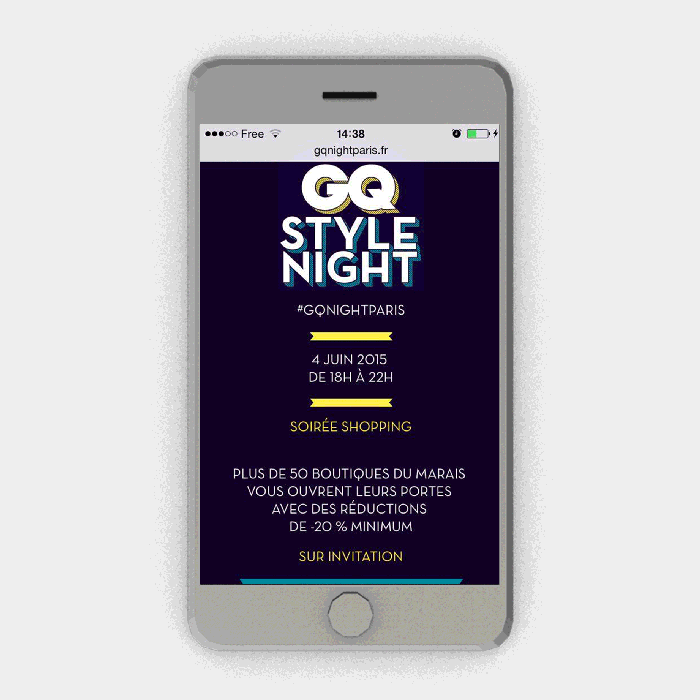 Free 14:38
gqnightparis.fr
GQ
STYLE
NIGHT
#GQNIGHTPARIS
4 JUIN 2015
DE 18H À 22H
SOIRÉE SHOPPING
PLUS DE 50 BOUTIQUES DU MARAIS
VOUS OUVRENT LEURS PORTES
AVEC DES RÉDUCTIONS
DE -20 % MINIMUM
SUR INVITATION